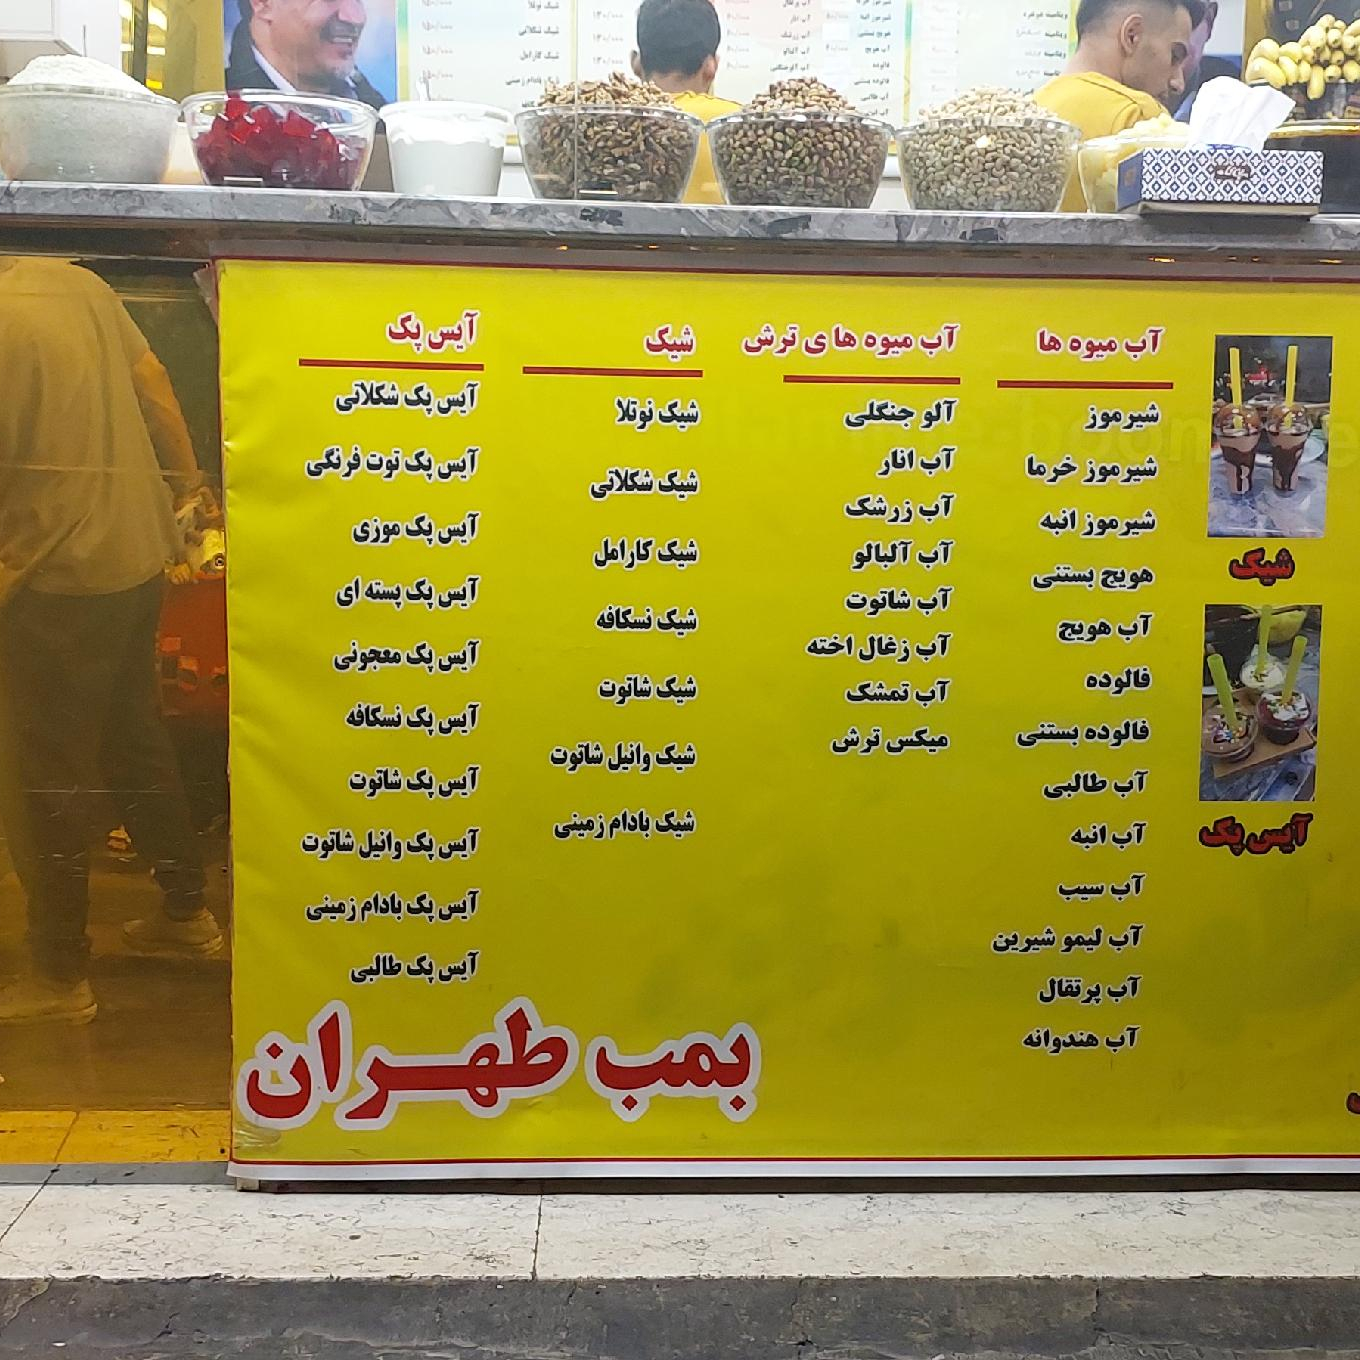 آب میوه ها
شیرموز
شیرموز خرما
شیرموز انبه
هویج بستنی
آب هویج
فالوده
فالوده بستنی
آب طالبی
آب انبه
آب سیب
آب لیمو شیرین
آب پرتقال
آب هندوانه
آب میوه ها ی ترش
آلو جنگلی
آب انار
آب زرشک
آب آلبالو
آب شاتوت
آب زغال اخته
آب تمشک
میکس ترش
شیک
شیک نوتلا
شیک شکلاتی
شیک کارامل
شیک نسکافه
شیک شاتوت
شیک وانیل شاتوت
شیک بادام زمینی
آیس پک
آیس پک شکلاتی
آیس پک توت فرنگی
آیس پک موزی
آیس پک پسته ای
آیس پک معجونی
آیس پک نسکافه
آیس پک شاتوت
آیس پک وانیل شاتوت
آیس پک بادام زمینی
آیس پک طالبی
شیک
آیس پک
بمب طهران